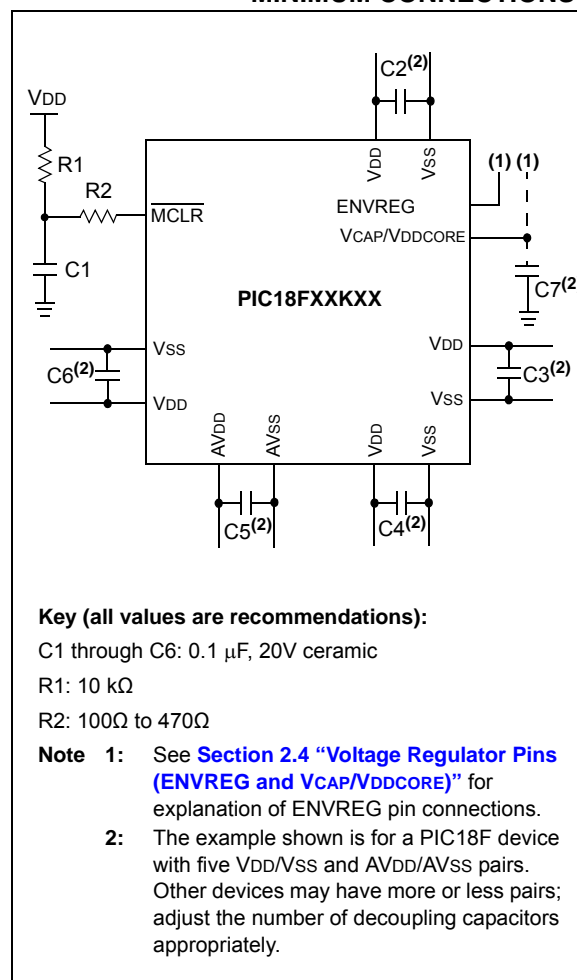 C2(2)
VDD
R1
R2
C1
VDD
VSS
MCLR
ENVREG
(1) (1)
VCAP/VDDCORE
C7(2
PIC18FXXKXX
VSS
C6(2)
VDD
VDD
C3(2)
VSS
AVDD
AVSS
VDD
VSS
C5(2)
C4(2)
Key (all values are recommendations):
C1 through C6: 0.1 μF, 20V ceramic
R1: 10 kΩ
R2: 100Ω to 470Ω
Note 1: See Section 2.4 “Voltage Regulator Pins
(ENVREG and VCAP/VDDCORE)” for
explanation of ENVREG pin connections.
2: The example shown is for a PIC18F device
with five VDD/VSS and AVDD/AVSS pairs.
Other devices may have more or less pairs;
adjust the number of decoupling capacitors
appropriately.